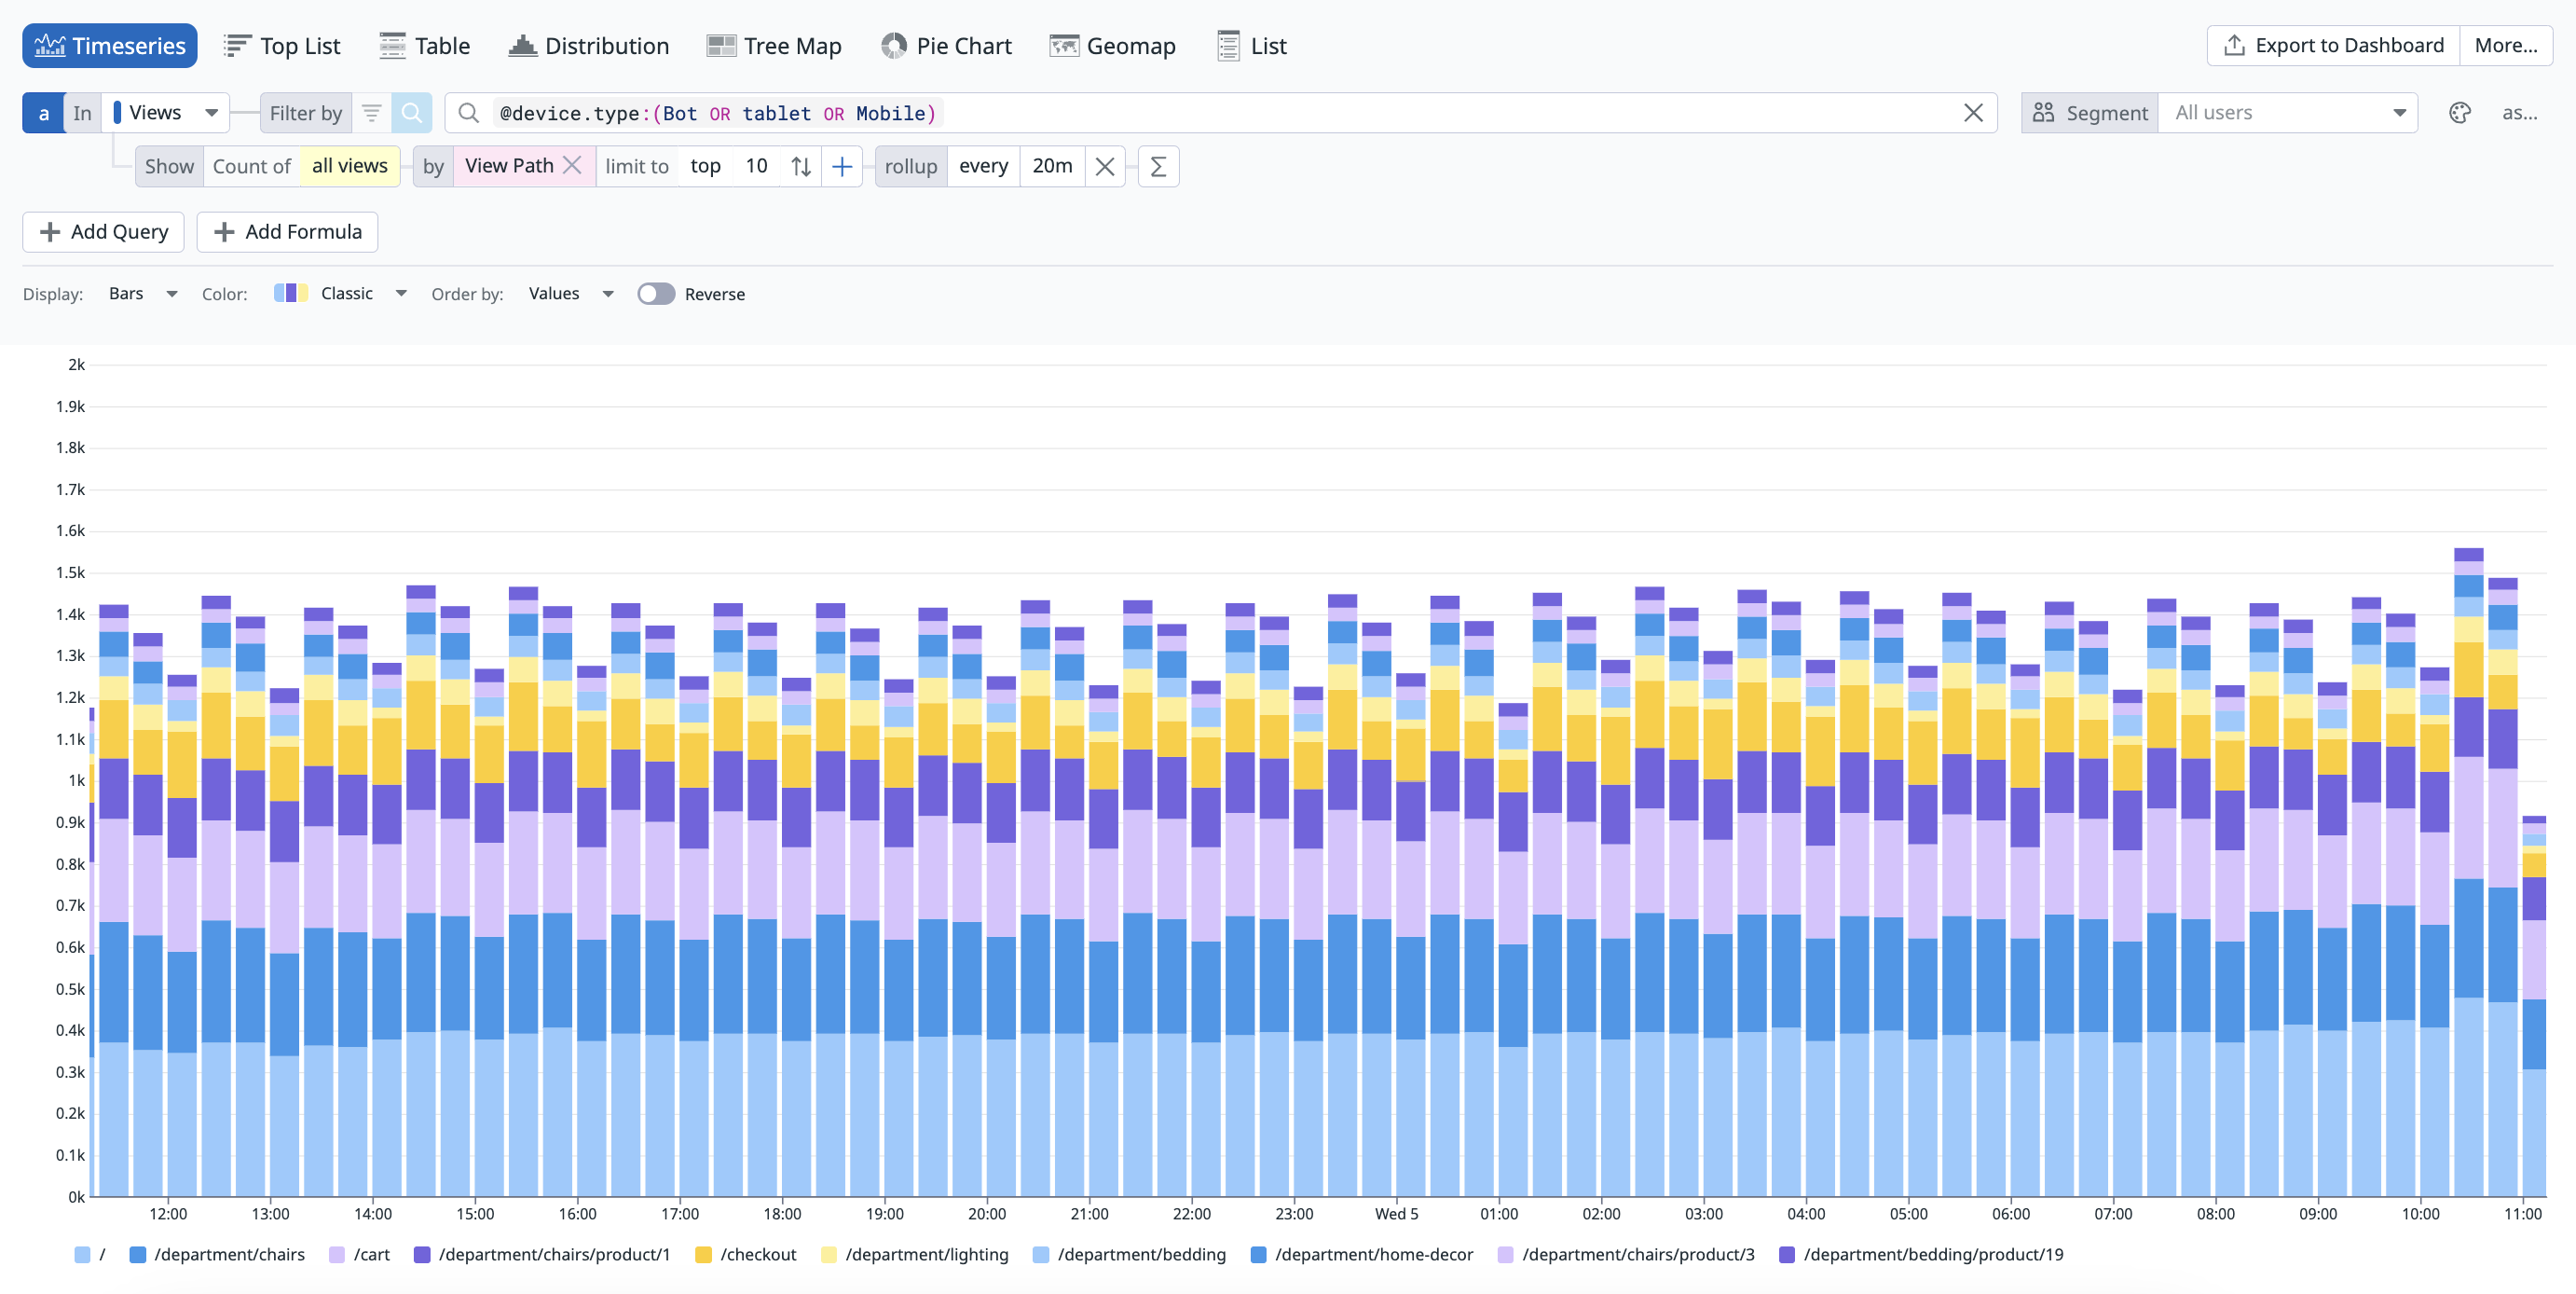 Timeseries Top List Table Distribution Tree Map Pie Chart Geomap List Export to Dashboard More...
a In Views Filter by @device.type:(Bot OR tablet OR Mobile) Segment All users as...
Show Count of all views by View Path limit to top 10 rollup every 20m Σ
Add Query Add Formula
Display: Bars Color: Classic Order by: Values Reverse
2k
1.9k
1.8k
1.7k
1.6k
1.5k
1.4k
1.3k
1.2k
1.1k
1k
0.9k
0.8k
0.7k
0.6k
0.5k
0.4k
0.3k
0.2k
0.1k
0k
12:00 13:00 14:00 15:00 16:00 17:00 18:00 19:00 20:00 21:00 22:00 23:00 Wed 5 01:00 02:00 03:00 04:00 05:00 06:00 07:00 08:00 09:00 10:00 11:00
/ /department/chairs /cart /department/chairs/product/1 /checkout /department/lighting /department/bedding /department/home-decor /department/chairs/product/3 /department/bedding/product/19